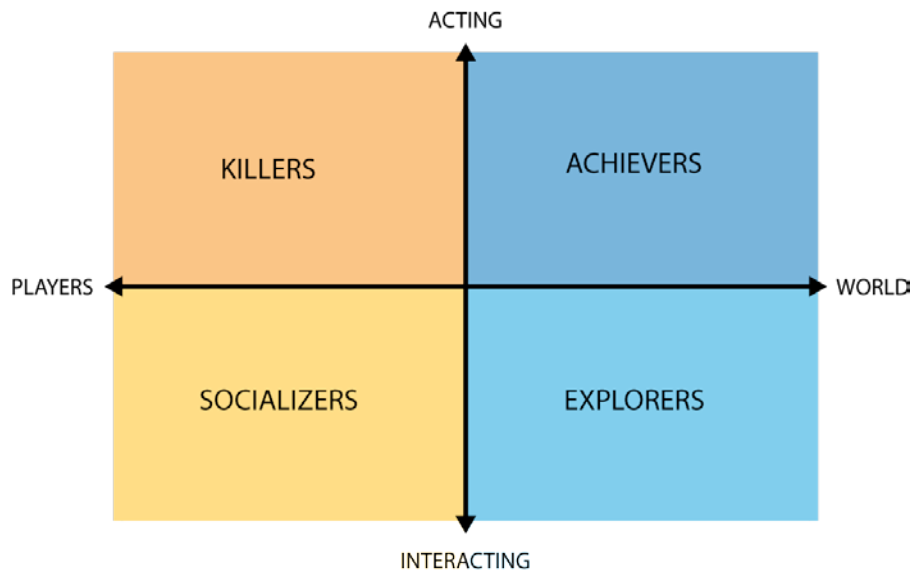 ACTING
KILLERS
ACHIEVERS
PLAYERS
WORLD
SOCIALIZERS
EXPLORERS
INTERACTING